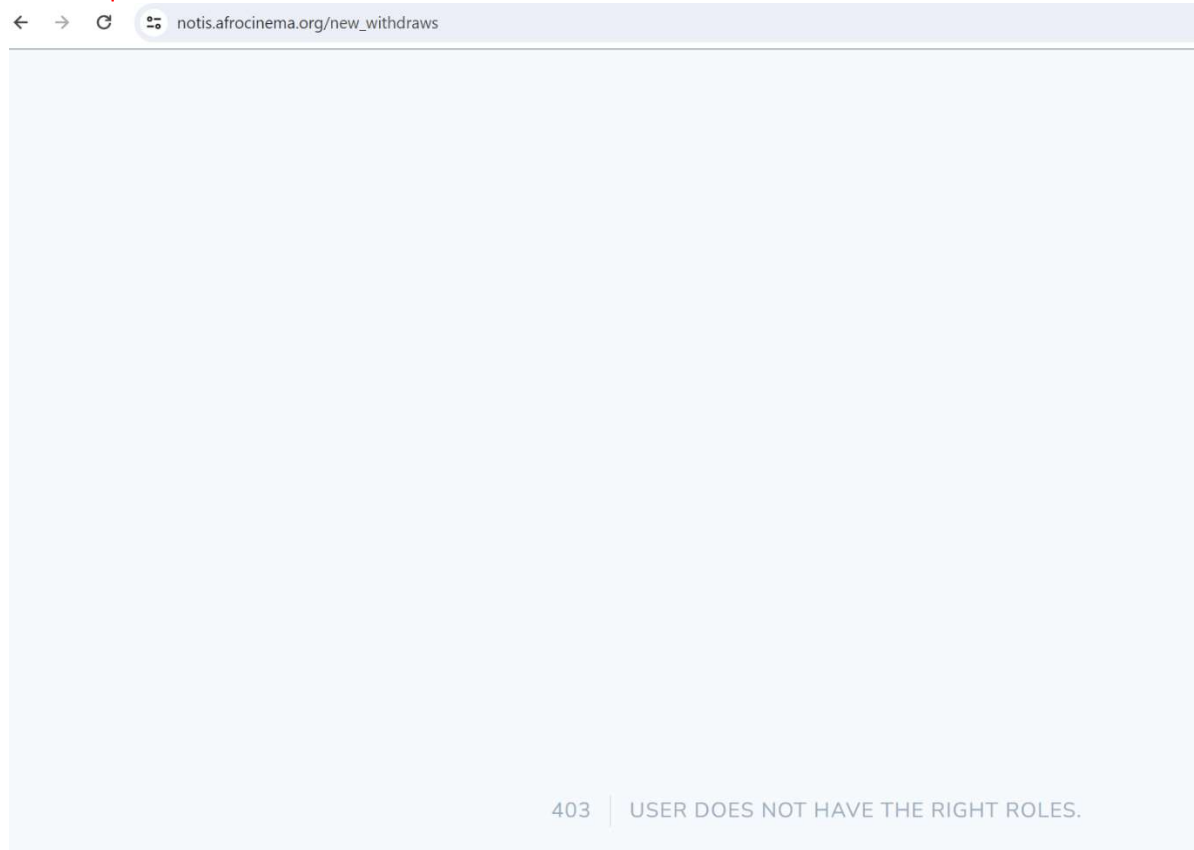 notis.afrocinema.org/new_withdraws
403 USER DOES NOT HAVE THE RIGHT ROLES.